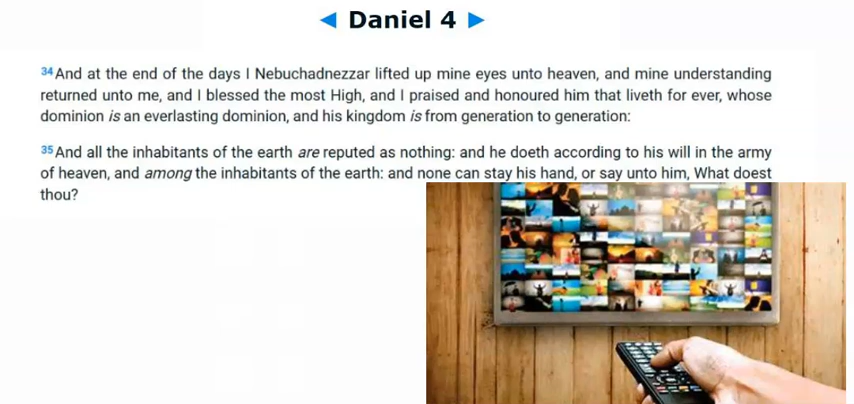 Daniel 4
34 And at the end of the days I Nebuchadnezzar lifted up mine eyes unto heaven, and mine understanding
returned unto me, and I blessed the most High, and I praised and honoured him that liveth for ever, whose
dominion is an everlasting dominion, and his kingdom is from generation to generation:
35 And all the inhabitants of the earth are reputed as nothing: and he doeth according to his will in the army
of heaven, and among the inhabitants of the earth: and none can stay his hand, or say unto him, What doest
thou?